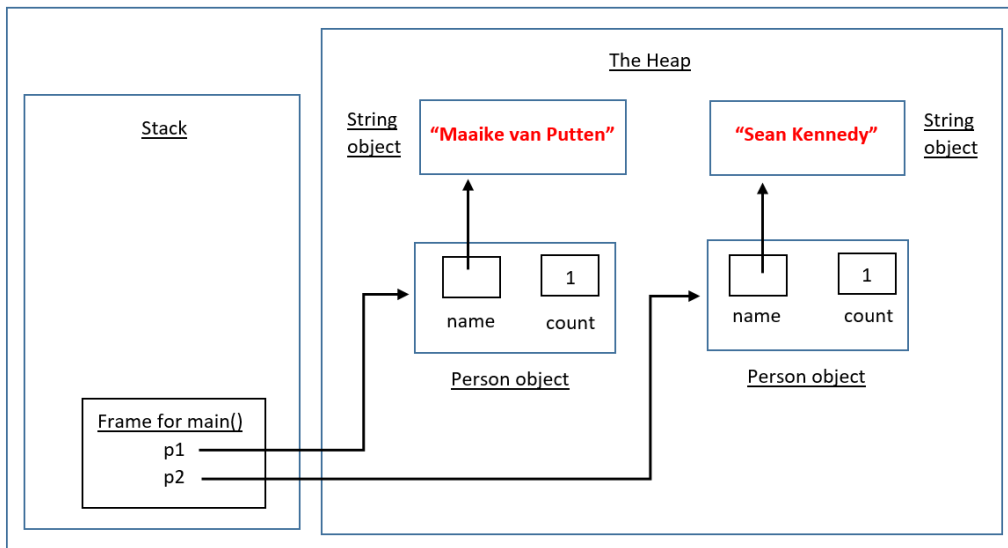 The Heap
Stack
String
object
“Maaike van Putten”
“Sean Kennedy”
String
object
1
name
count
1
name
count
Person object
Person object
Frame for main()
p1
p2